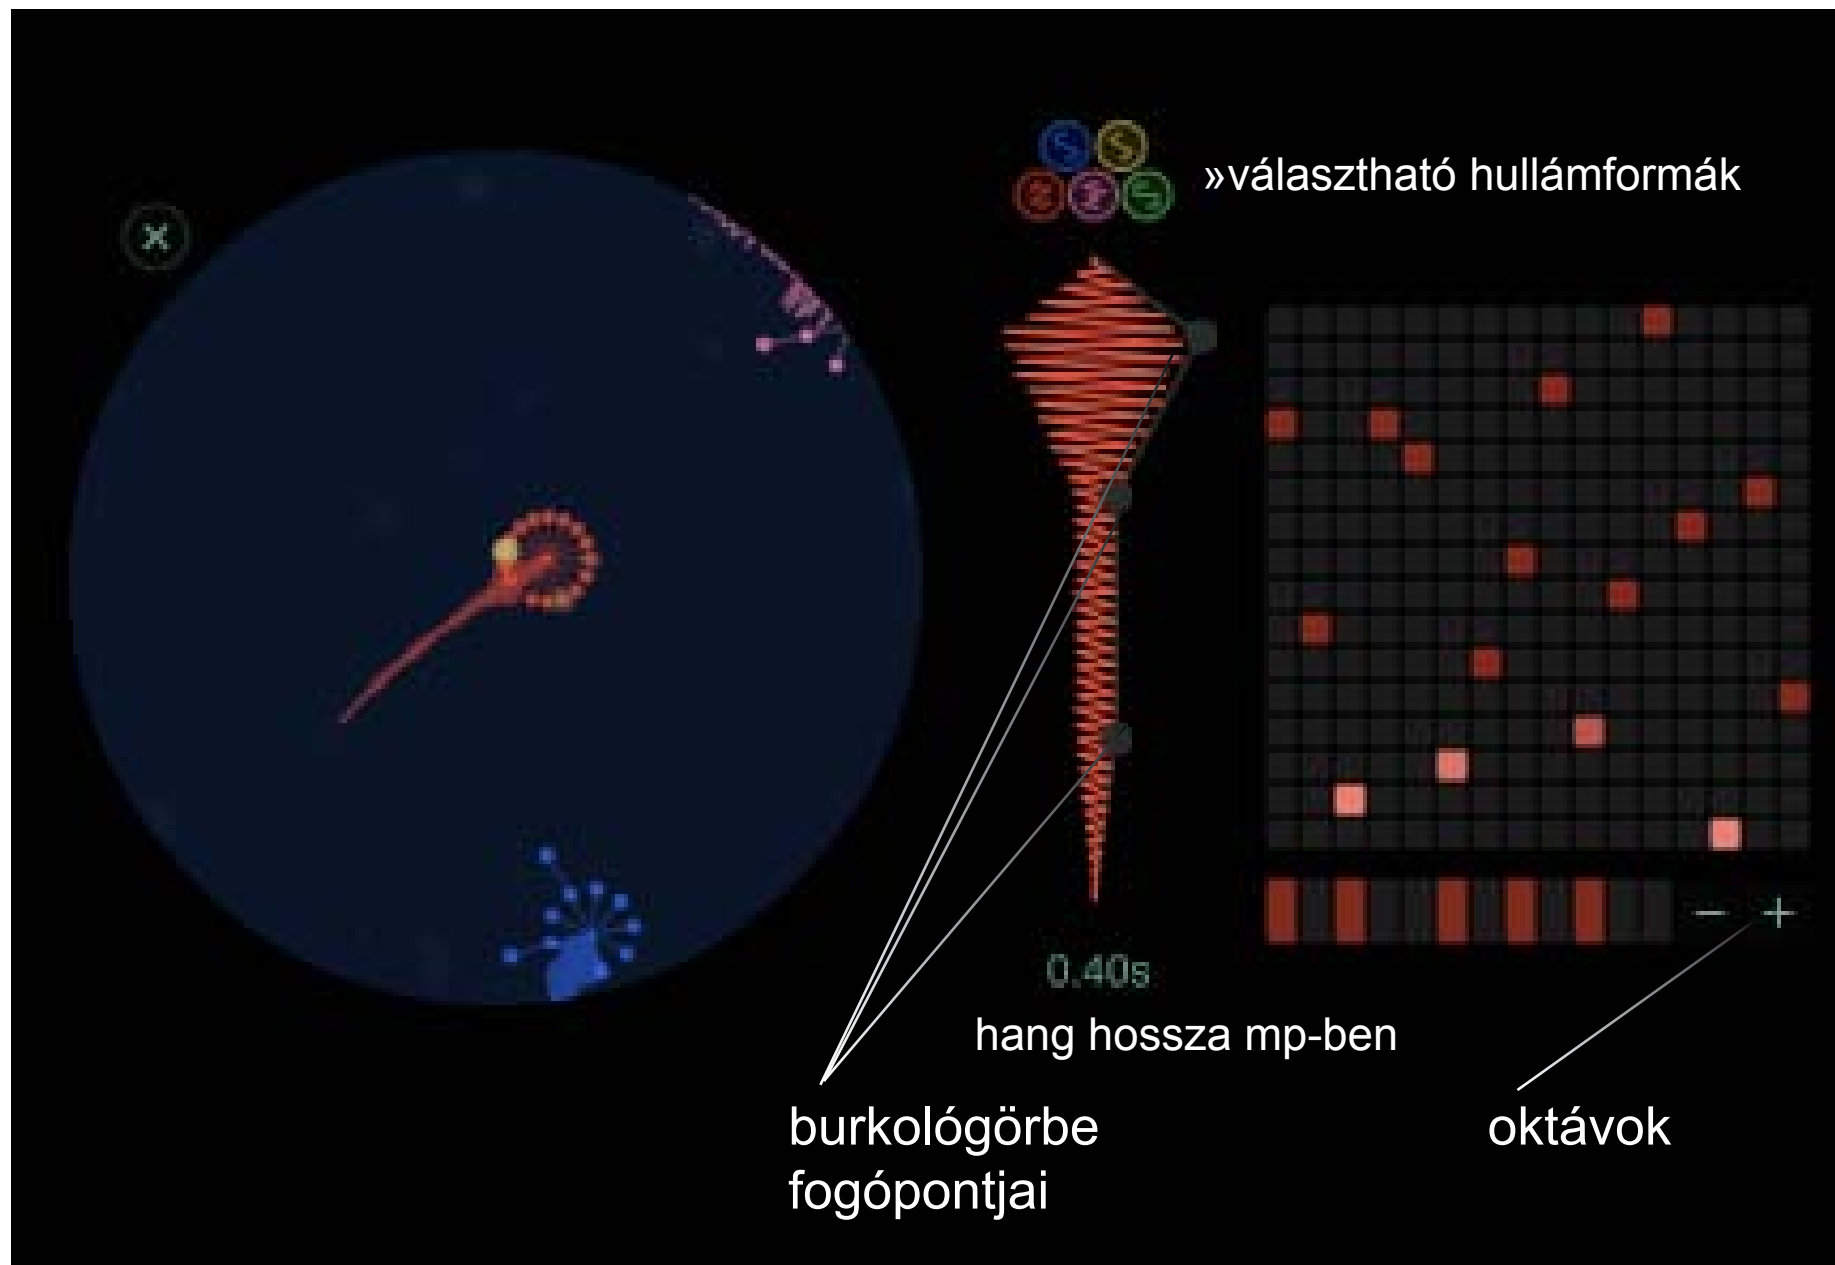 »választható hullámformák
0.40s
hang hossza mp-ben
burkológörbe
fogópontjai
oktávok